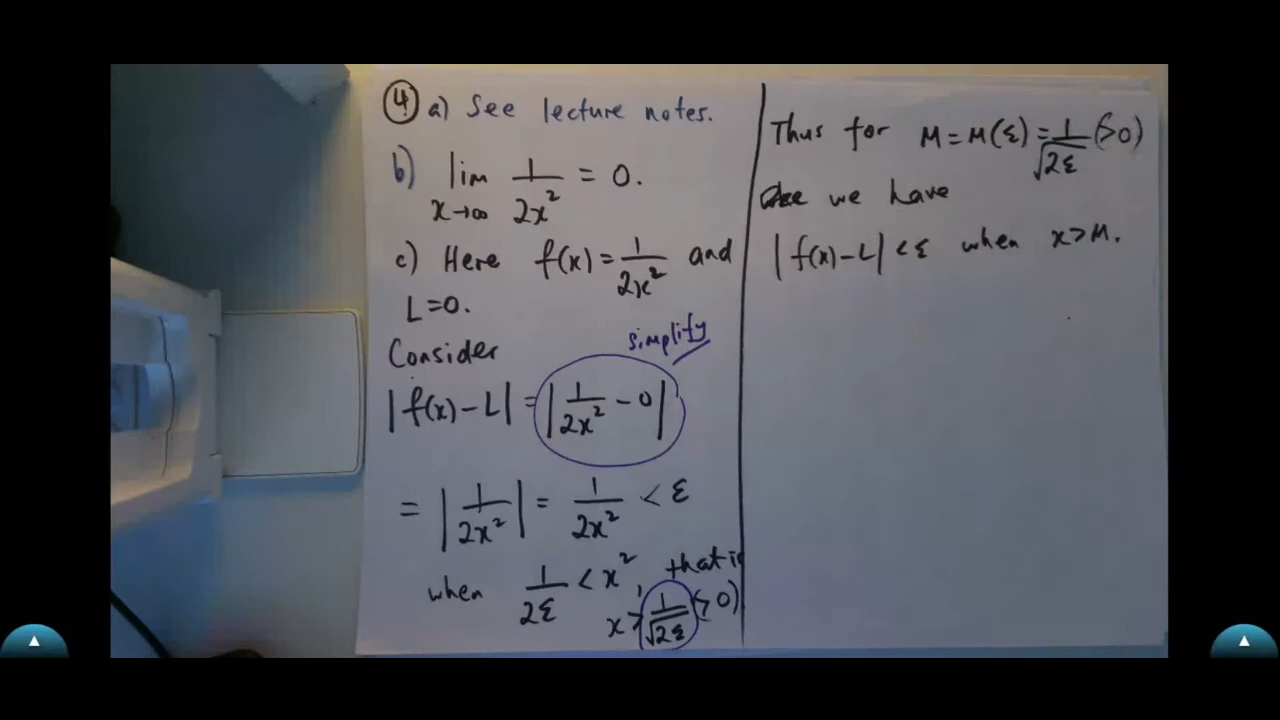 ④ a) See lecture notes.
b) lim x→∞ 1/2x² = 0.
c) Here f(x) = 1/2x² and
L=0.
Consider
simplify
|f(x)-L| = |1/2x² - 0|
= |1/2x²| = 1/2x² < ε
when 1/2ε < x², that is
x > 1/√2ε (>0)
Thus for M = M(ε) = 1/√2ε (>0)
we have
|f(x)-L| < ε when x>M.